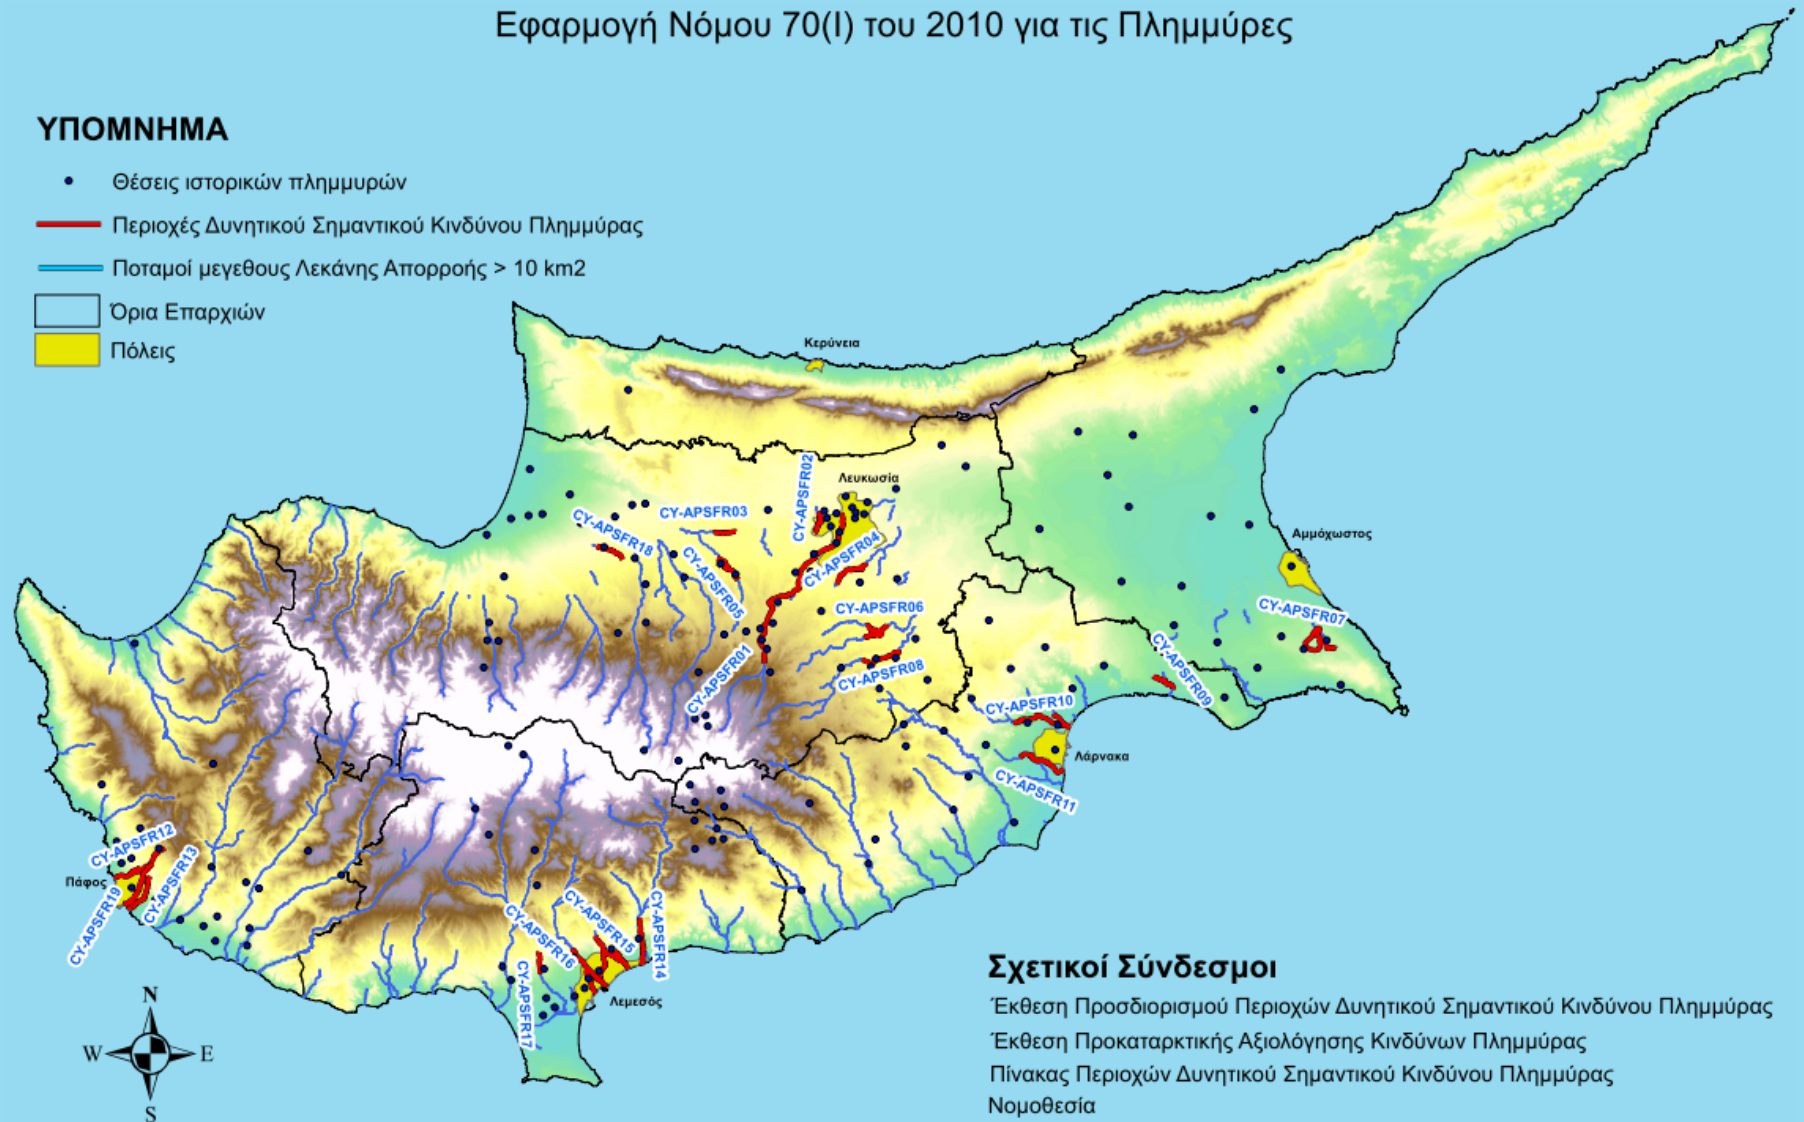 Εφαρμογή Νόμου 70(Ι) του 2010 για τις Πλημμύρες
ΥΠΟΜΝΗΜΑ
Θέσεις ιστορικών πλημμυρών
Περιοχές Δυνητικού Σημαντικού Κινδύνου Πλημμύρας
Ποταμοί μεγεθους Λεκάνης Απορροής > 10 km2
Όρια Επαρχιών
Πόλεις
Κερύνεια
Λευκωσία
CY-APSFR02
CY-APSFR03
CY-APSFR18
CY-APSFR04
CY-APSFR05
Αμμόχωστος
CY-APSFR06
CY-APSFR07
CY-APSFR01
CY-APSFR08
CY-APSFR09
CY-APSFR10
Λάρνακα
CY-APSFR11
CY-APSFR12
CY-APSFR13
Πάφος
CY-APSFR19
CY-APSFR16
CY-APSFR15
CY-APSFR14
CY-APSFR17
Λεμεσός
N
W E
S
Σχετικοί Σύνδεσμοι
Έκθεση Προσδιορισμού Περιοχών Δυνητικού Σημαντικού Κινδύνου Πλημμύρας
Έκθεση Προκαταρκτικής Αξιολόγησης Κινδύνων Πλημμύρας
Πίνακας Περιοχών Δυνητικού Σημαντικού Κινδύνου Πλημμύρας
Νομοθεσία